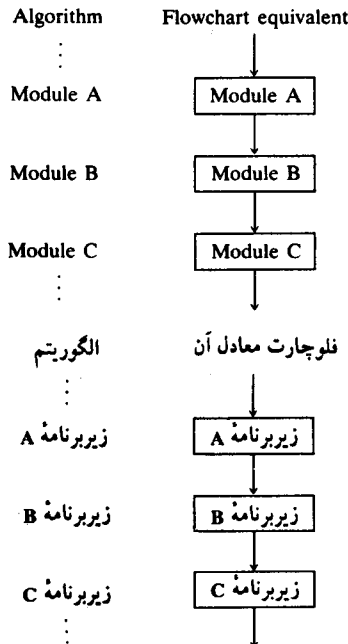 Algorithm Flowchart equivalent
Module A Module A
Module B Module B
Module C Module C
الگوریتم فلوچارت معادل آن
زیربرنامهٔ A زیربرنامهٔ A
زیربرنامهٔ B زیربرنامهٔ B
زیربرنامهٔ C زیربرنامهٔ C